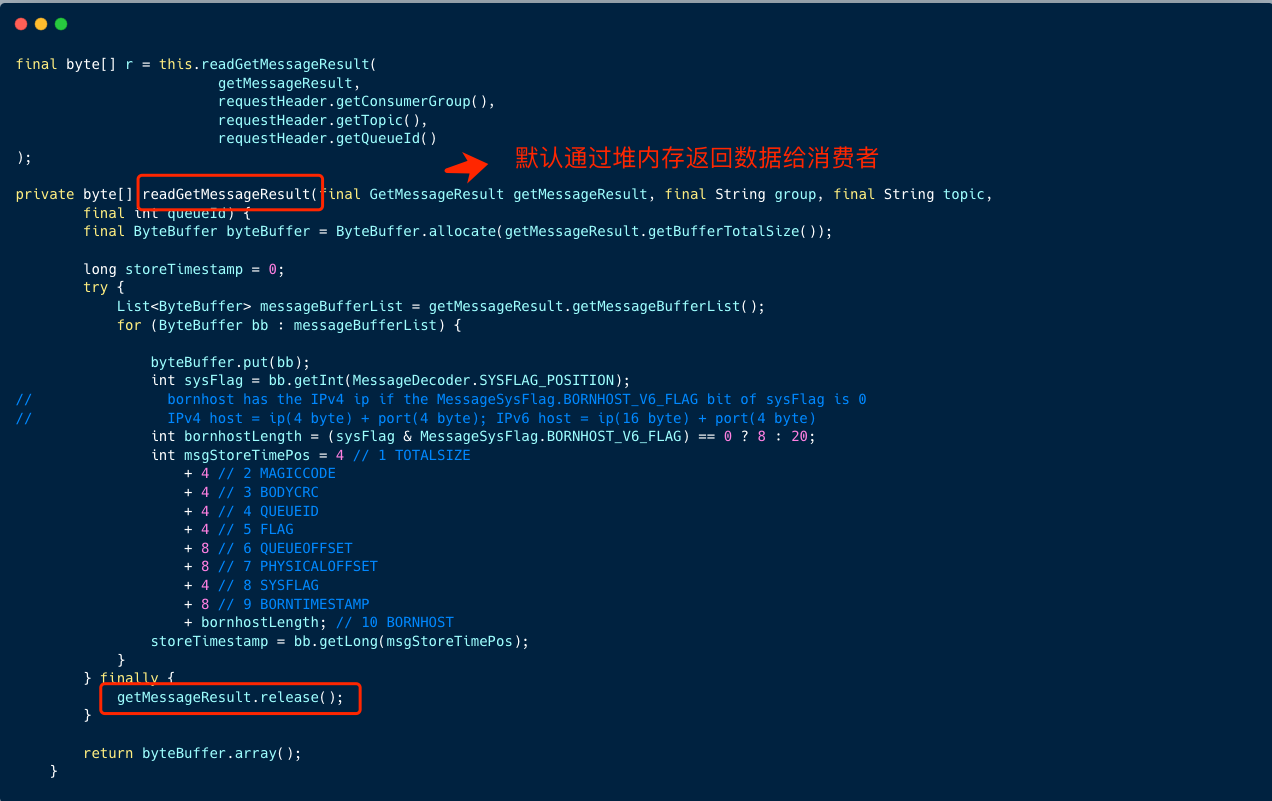 final byte[] r = this.readGetMessageResult(
getMessageResult,
requestHeader.getConsumerGroup(),
requestHeader.getTopic(),
requestHeader.getQueueId()
);
默认通过堆内存返回数据给消费者
private byte[] readGetMessageResult(final GetMessageResult getMessageResult, final String group, final String topic,
final int queueId) {
final ByteBuffer byteBuffer = ByteBuffer.allocate(getMessageResult.getBufferTotalSize());
long storeTimestamp = 0;
try {
List<ByteBuffer> messageBufferList = getMessageResult.getMessageBufferList();
for (ByteBuffer bb : messageBufferList) {
byteBuffer.put(bb);
int sysFlag = bb.getInt(MessageDecoder.SYSFLAG_POSITION);
// bornhost has the IPv4 ip if the MessageSysFlag.BORNHOST_V6_FLAG bit of sysFlag is 0
// IPv4 host = ip(4 byte) + port(4 byte); IPv6 host = ip(16 byte) + port(4 byte)
int bornhostLength = (sysFlag & MessageSysFlag.BORNHOST_V6_FLAG) == 0 ? 8 : 20;
int msgStoreTimePos = 4 // 1 TOTALSIZE
+ 4 // 2 MAGICCODE
+ 4 // 3 BODYCRC
+ 4 // 4 QUEUEID
+ 4 // 5 FLAG
+ 8 // 6 QUEUEOFFSET
+ 8 // 7 PHYSICALOFFSET
+ 4 // 8 SYSFLAG
+ 8 // 9 BORNTIMESTAMP
+ bornhostLength; // 10 BORNHOST
storeTimestamp = bb.getLong(msgStoreTimePos);
}
} finally {
getMessageResult.release();
}
return byteBuffer.array();
}